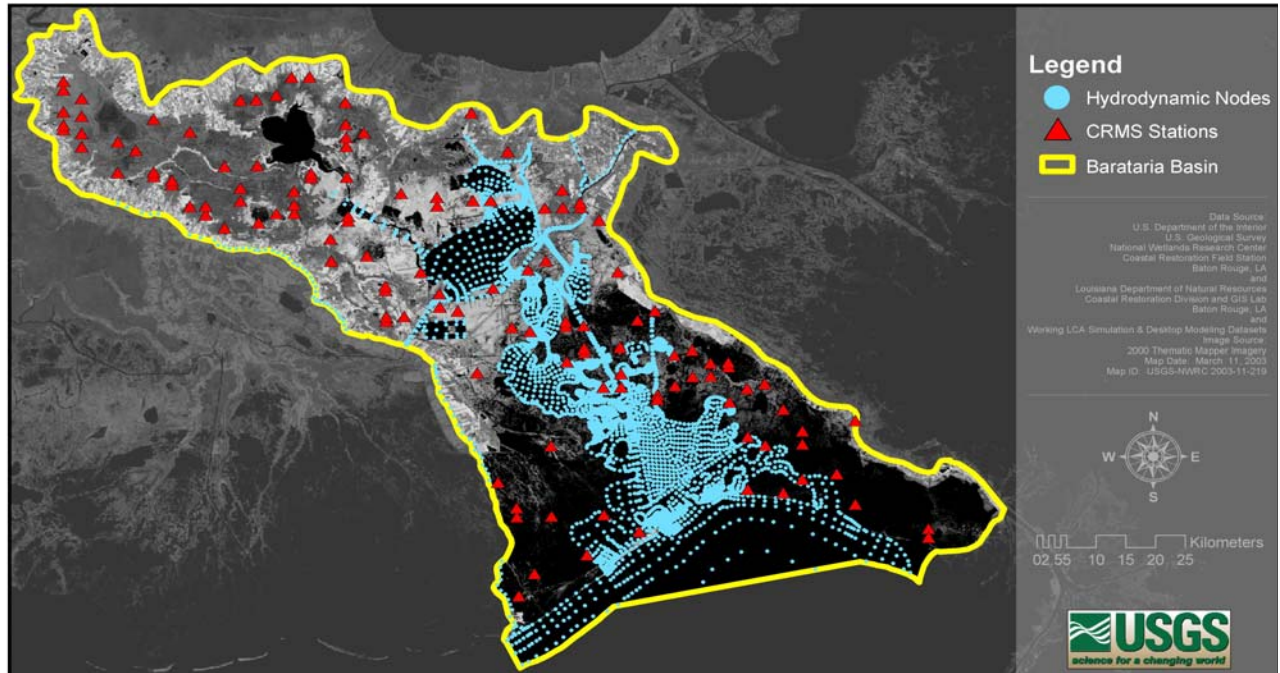 Legend
Hydrodynamic Nodes
CRMS Stations
Barataria Basin
Data Source:
U.S. Department of the Interior
U.S. Geological Survey
National Wetlands Research Center
Coastal Restoration Field Station
Baton Rouge, LA
and
Louisiana Department of Natural Resources
Coastal Restoration Division and GIS Lab
Baton Rouge, LA
and
Working LCA Simulation & Desktop Modeling Datasets
Image Source:
2000 Thematic Mapper Imagery
Map Date: March 11, 2003
Map ID: USGS-NWRC 2003-11-219
N
W E
S
Kilometers
02.55 10 15 20 25
USGS
science for a changing world